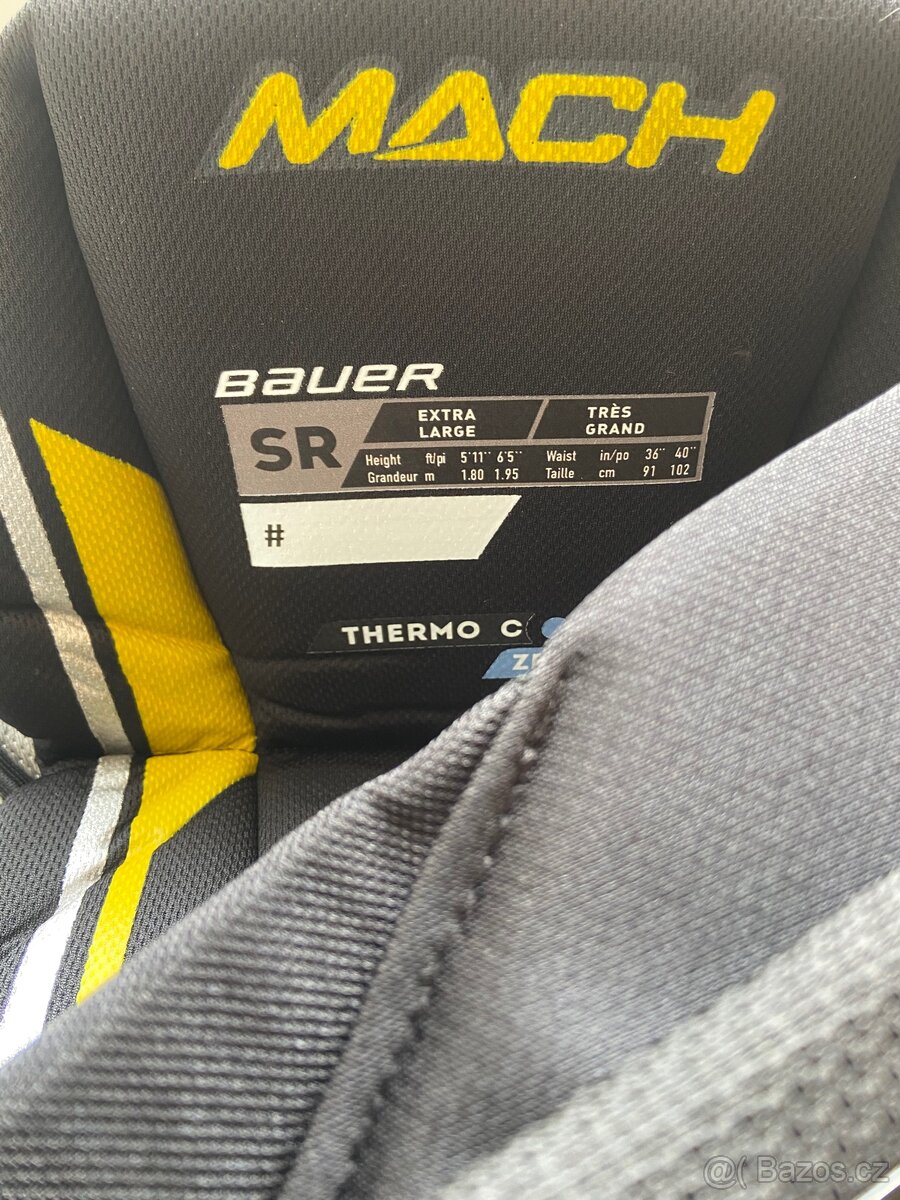 MACH
BAUER
SR
EXTRA LARGE
TRÈS GRAND
Height ft/pi 5'11'' 6'5'' Waist in/po 36'' 40''
Grandeur m 1.80 1.95 Taille cm 91 102
#
THERMO C
@( Bazos.cz